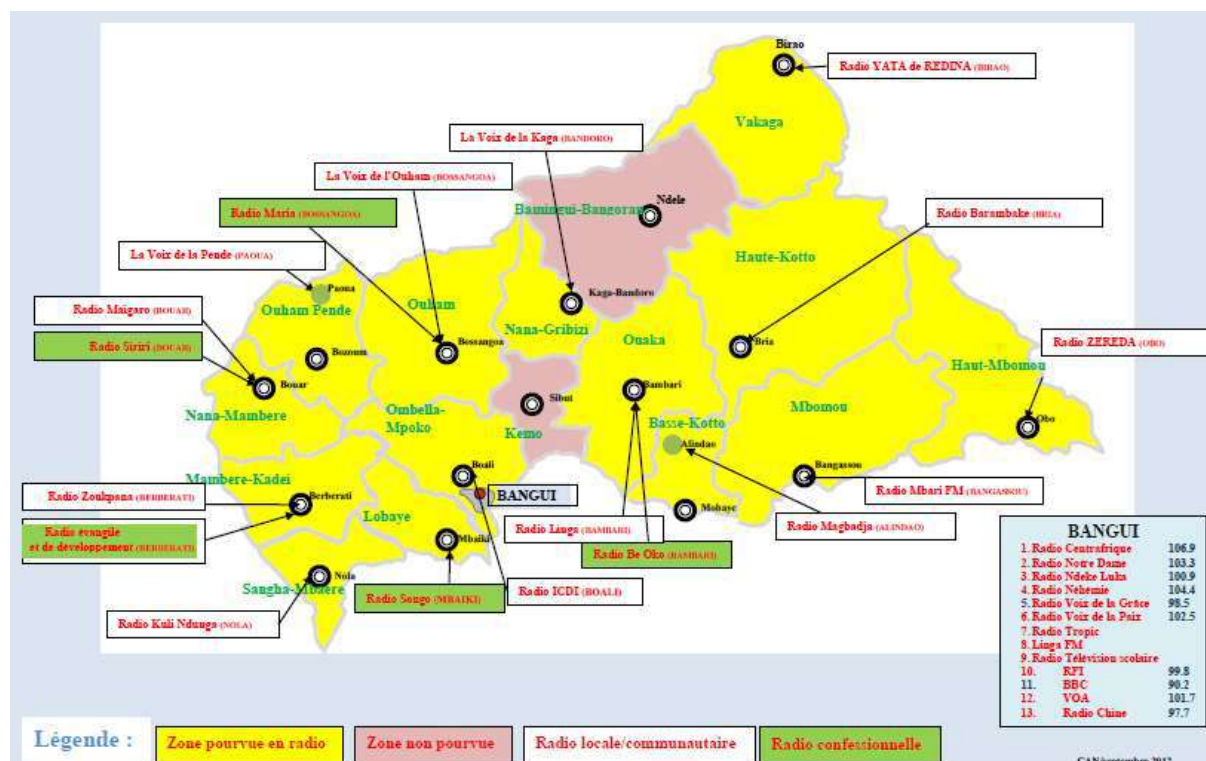 Birao
Radio YATA de REDINA (BIRAO)
Vakaga
La Voix de la Kaga (BANDORO)
La Voix de l'Ouham (BOSSANGOA)
Ndele
Radio Maria (BOSSANGOA)
Bamingui-Bangoran
Radio Barambake (BRIA)
La Voix de la Pende (PAOUA)
Haute-Kotto
Paoua
Kaga-Bandoro
Ouham
Radio Maigaro (BOUAR)
Ouham Pende
Nana-Gribizi
Ouaka
Radio ZEREDA (OBO)
Radio Siriri (BOUAR)
Bozoum
Bossangoa
Bria
Haut-Mbomou
Bouar
Bambari
Sibut
Mbomou
Nana-Mambere
Ombella-
Mpoko
Basse-Kotto
Kemo
Obo
Alindao
Boali
Bangassou
Mambere-Kadei
BANGUI
Radio Zoukpana (BERBERATI)
Berberati
Radio Mbari FM (BANGASSOU)
Lobaye
Mobaye
Radio Linga (BAMBARI)
Radio Magbadja (ALINDAO)
Radio evangile
et de développement (BERBERATI)
Mbaiki
Radio Be Oko (BAMBARI)
Nola
Sangha-Mbaere
Radio Songo (MBAIKI)
Radio ICDI (BOALI)
Radio Kuli Ndunga (NOLA)
BANGUI
1. Radio Centrafrique 106.9
2. Radio Notre Dame 103.3
3. Radio Ndeke Luka 100.9
4. Radio Nehemie 104.4
5. Radio Voix de la Grâce 98.5
6. Radio Voix de la Paix 102.5
7. Radio Tropic
8. Linga FM
9. Radio Télévision scolaire
10. RFI 99.8
11. BBC 90.2
12. VOA 101.7
13. Radio Chine 97.7
Légende :
Zone pourvue en radio
Zone non pourvue
Radio locale/communautaire
Radio confessionnelle